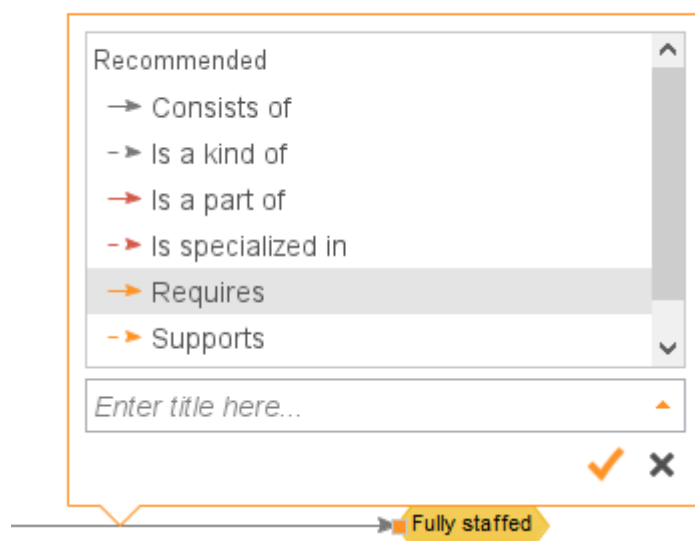 Recommended
Consists of
Is a kind of
Is a part of
Is specialized in
Requires
Supports
Enter title here...
Fully staffed